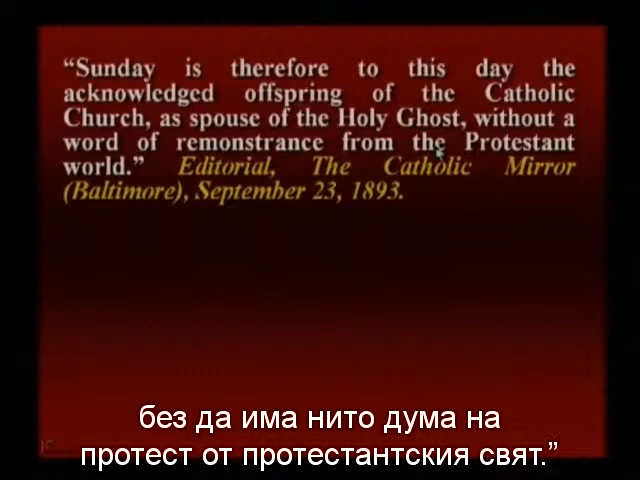 “Sunday is therefore to this day the
acknowledged offspring of the Catholic
Church, as spouse of the Holy Ghost, without a
word of remonstrance from the Protestant
world.” Editorial, The Catholic Mirror
(Baltimore), September 23, 1893.
без да има нито дума на
протест от протестантския свят.”